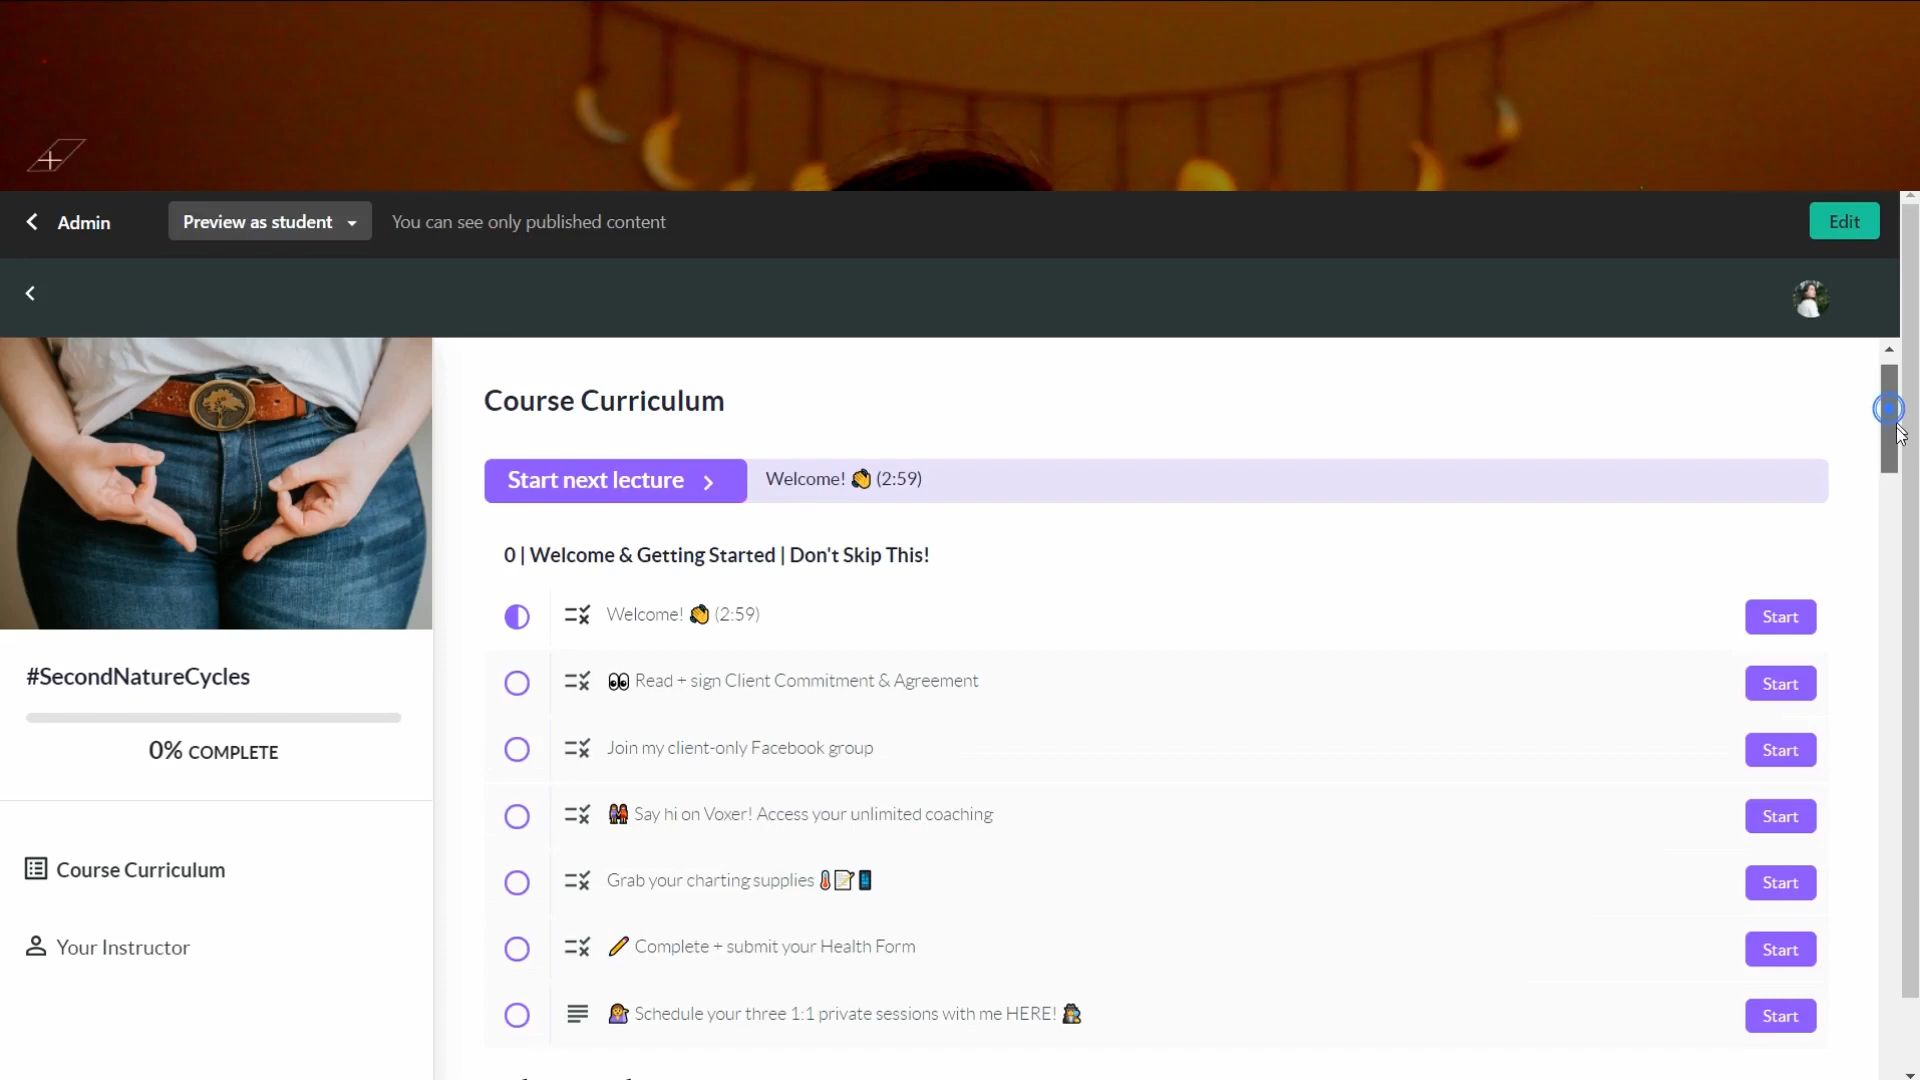 Admin
Preview as student
You can see only published content
Edit
Course Curriculum
Start next lecture
Welcome! 👏 (2:59)
0 | Welcome & Getting Started | Don't Skip This!
Welcome! 👏 (2:59)
Start
👀 Read + sign Client Commitment & Agreement
Start
Join my client-only Facebook group
Start
👭 Say hi on Voxer! Access your unlimited coaching
Start
Grab your charting supplies 🌡️📝📱
Start
✏️ Complete + submit your Health Form
Start
Schedule your three 1:1 private sessions with me HERE!
Start
#SecondNatureCycles
0% COMPLETE
Course Curriculum
Your Instructor